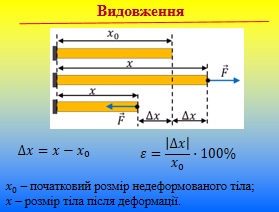 Видовження
x₀
x
F⃗
x
F⃗ Δx Δx
Δx = x − x₀ ε = |Δx|/x₀ · 100%
x₀ – початковий розмір недеформованого тіла;
x – розмір тіла після деформації.